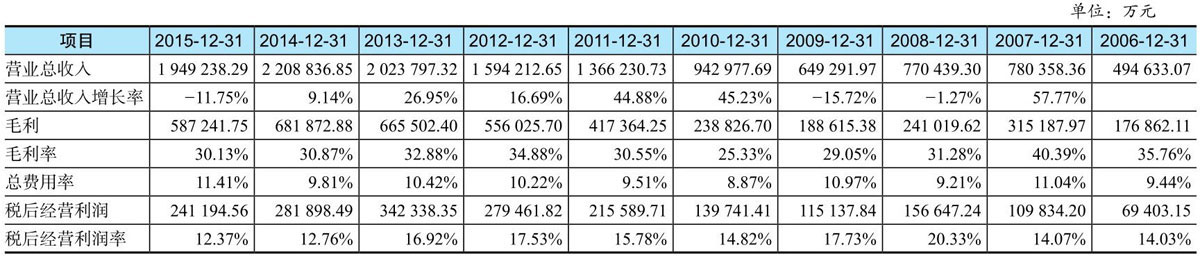 单位：万元
项目 2015-12-31 2014-12-31 2013-12-31 2012-12-31 2011-12-31 2010-12-31 2009-12-31 2008-12-31 2007-12-31 2006-12-31
营业总收入 1 949 238.29 2 208 836.85 2 023 797.32 1 594 212.65 1 366 230.73 942 977.69 649 291.97 770 439.30 780 358.36 494 633.07
营业总收入增长率 −11.75% 9.14% 26.95% 16.69% 44.88% 45.23% −15.72% −1.27% 57.77%
毛利 587 241.75 681 872.88 665 502.40 556 025.70 417 364.25 238 826.70 188 615.38 241 019.62 315 187.97 176 862.11
毛利率 30.13% 30.87% 32.88% 34.88% 30.55% 25.33% 29.05% 31.28% 40.39% 35.76%
总费用率 11.41% 9.81% 10.42% 10.22% 9.51% 8.87% 10.97% 9.21% 11.04% 9.44%
税后经营利润 241 194.56 281 898.49 342 338.35 279 461.82 215 589.71 139 741.41 115 137.84 156 647.24 109 834.20 69 403.15
税后经营利润率 12.37% 12.76% 16.92% 17.53% 15.78% 14.82% 17.73% 20.33% 14.07% 14.03%